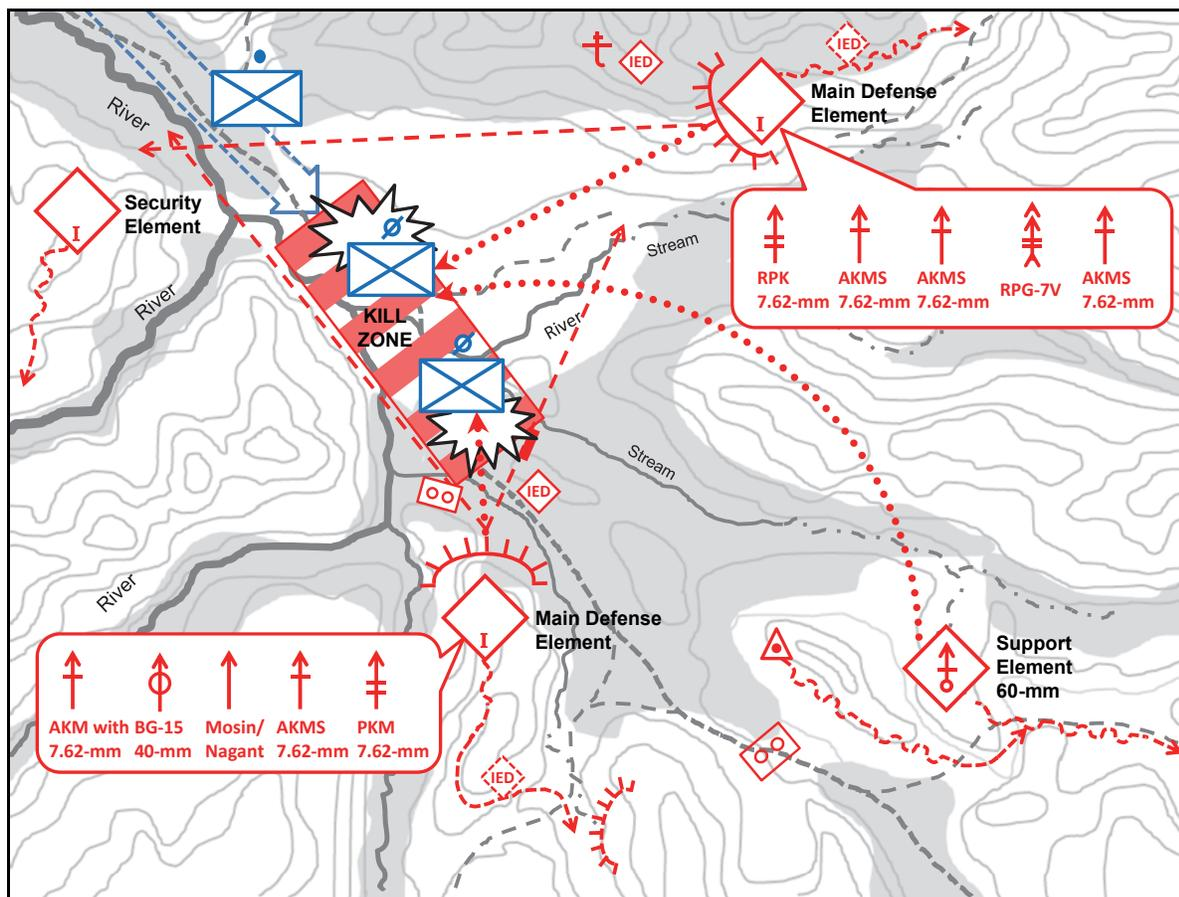 IED
IED
Main Defense
Element
I
River
Security
Element
I
Stream
RPK
7.62-mm
AKMS
7.62-mm
AKMS
7.62-mm
RPG-7V
AKMS
7.62-mm
River
KILL
ZONE
River
Stream
IED
River
I
Main Defense
Element
Support
Element
60-mm
AKM with
7.62-mm
BG-15
40-mm
Mosin/
Nagant
AKMS
7.62-mm
PKM
7.62-mm
IED